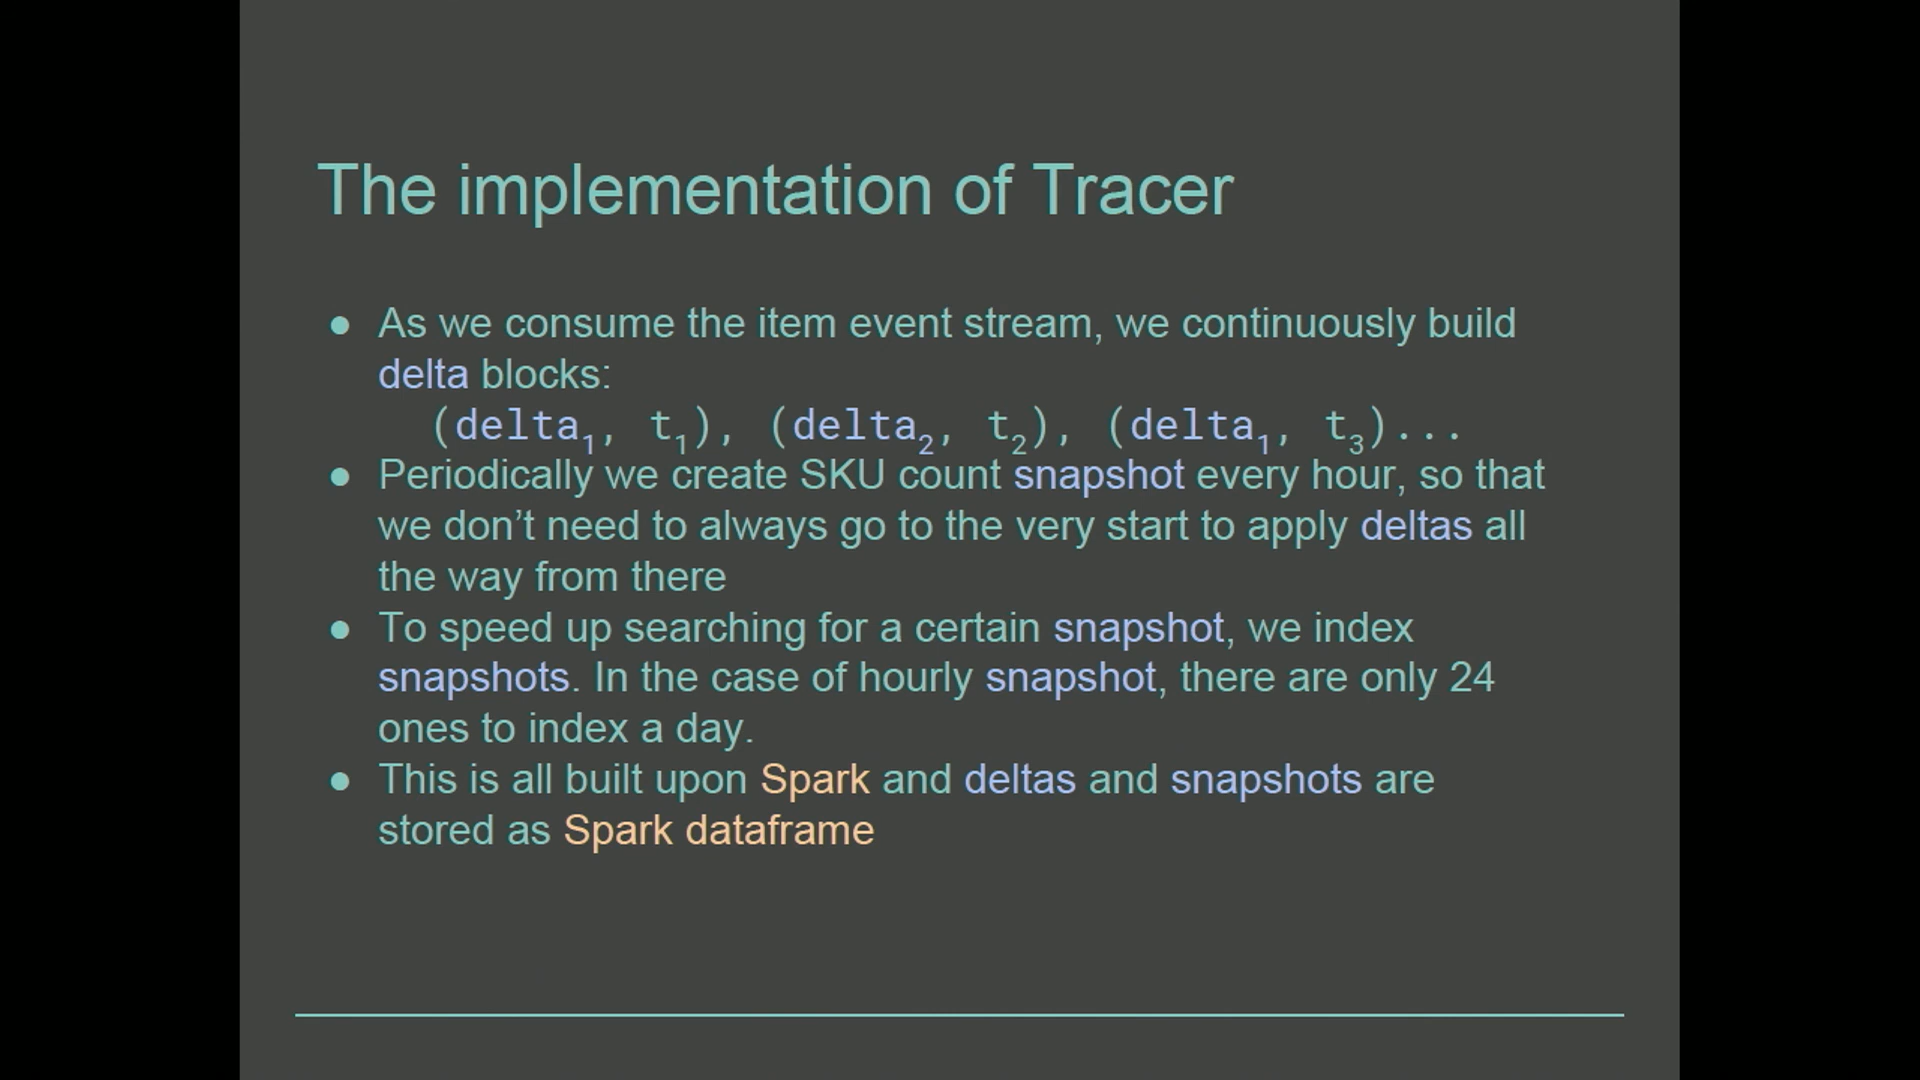 The implementation of Tracer
● As we consume the item event stream, we continuously build
delta blocks:
(delta₁, t₁), (delta₂, t₂), (delta₁, t₃)...
● Periodically we create SKU count snapshot every hour, so that
we don’t need to always go to the very start to apply deltas all
the way from there
● To speed up searching for a certain snapshot, we index
snapshots. In the case of hourly snapshot, there are only 24
ones to index a day.
● This is all built upon Spark and deltas and snapshots are
stored as Spark dataframe